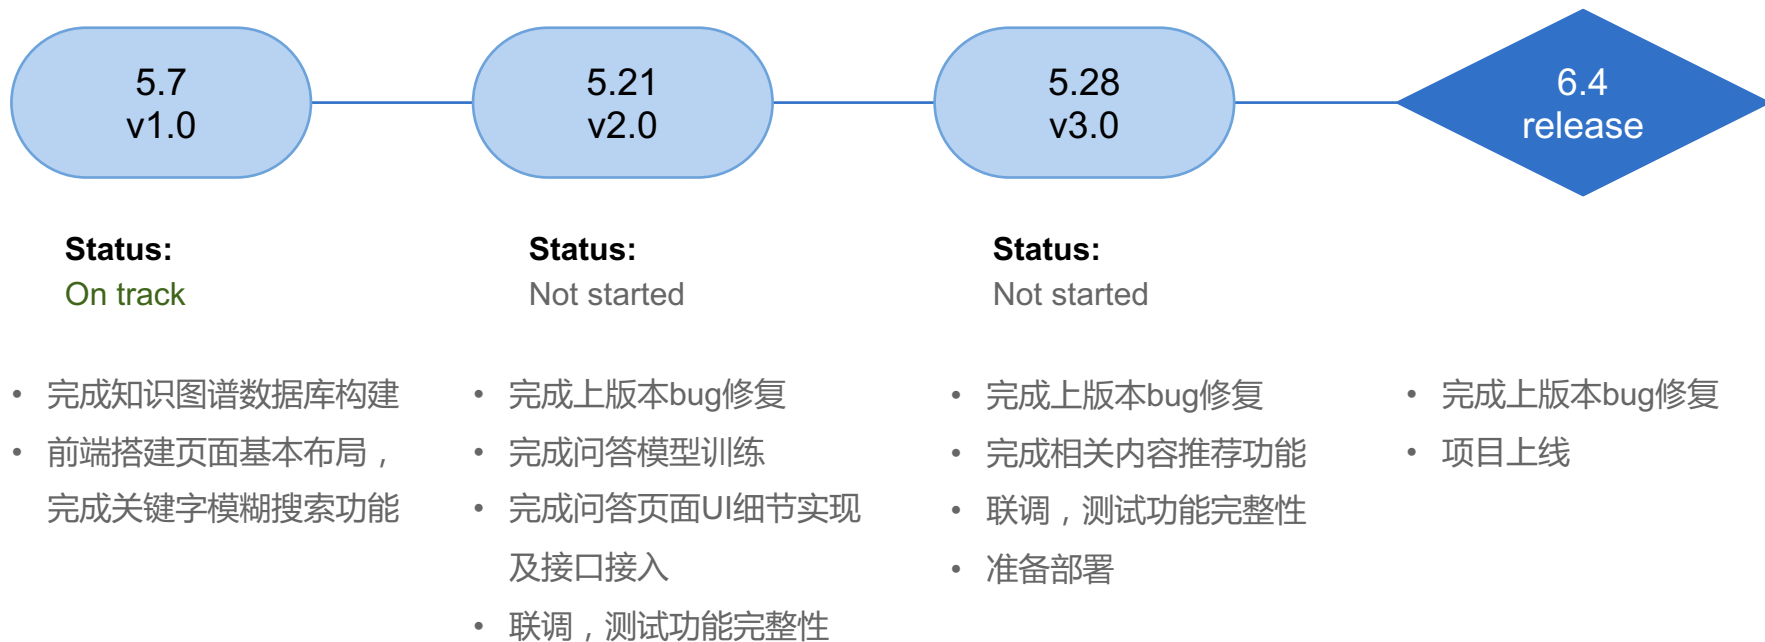 5.7
v1.0
5.21
v2.0
5.28
v3.0
6.4
release
Status:
On track
Status:
Not started
Status:
Not started
• 完成知识图谱数据库构建
• 前端搭建页面基本布局，
完成关键字模糊搜索功能
• 完成上版本bug修复
• 完成问答模型训练
• 完成问答页面UI细节实现
及接口接入
• 联调，测试功能完整性
• 完成上版本bug修复
• 完成相关内容推荐功能
• 联调，测试功能完整性
• 准备部署
• 完成上版本bug修复
• 项目上线